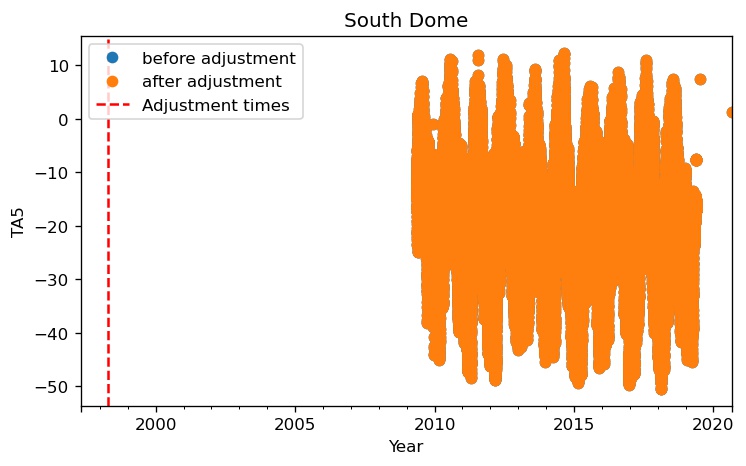 South Dome
before adjustment
after adjustment
Adjustment times
10
0
−10
−20
−30
−40
−50
TA5
2000 2005 2010 2015 2020
Year